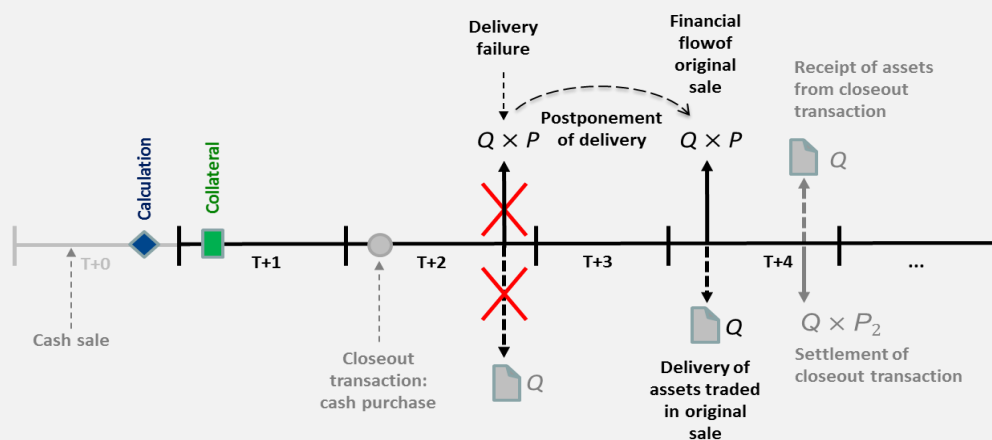 Delivery
failure
Financial
flowof
original
sale
Receipt of assets
from closeout
transaction
Postponement
of delivery
Q × P
Q × P
Q
Calculation
Collateral
T+0
T+1
T+2
T+3
T+4
...
Cash sale
Closeout
transaction:
cash purchase
Q
Q
Delivery of
assets traded
in original
sale
Q × P₂
Settlement of
closeout transaction